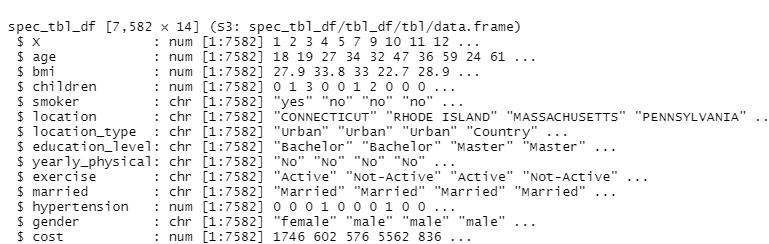 spec_tbl_df [7,582 × 14] (S3: spec_tbl_df/tbl_df/tbl/data.frame)
$ X : num [1:7582] 1 2 3 4 5 7 9 10 11 12 ...
$ age : num [1:7582] 18 19 27 34 32 47 36 59 24 61 ...
$ bmi : num [1:7582] 27.9 33.8 33 22.7 28.9 ...
$ children : num [1:7582] 0 1 3 0 0 1 2 0 0 0 ...
$ smoker : chr [1:7582] "yes" "no" "no" "no" ...
$ location : chr [1:7582] "CONNECTICUT" "RHODE ISLAND" "MASSACHUSETTS" "PENNSYLVANIA" ..
$ location_type : chr [1:7582] "Urban" "Urban" "Urban" "Country" ...
$ education_level: chr [1:7582] "Bachelor" "Bachelor" "Master" "Master" ...
$ yearly_physical: chr [1:7582] "No" "No" "No" "No" ...
$ exercise : chr [1:7582] "Active" "Not-Active" "Active" "Not-Active" ...
$ married : chr [1:7582] "Married" "Married" "Married" "Married" ...
$ hypertension : num [1:7582] 0 0 0 1 0 0 0 1 0 0 ...
$ gender : chr [1:7582] "female" "male" "male" "male" ...
$ cost : num [1:7582] 1746 602 576 5562 836 ...